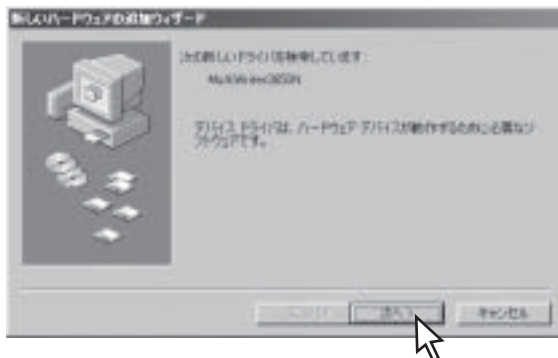 新しいハードウェアの追加ウィザード
次の新しいドライバを検索しています:
MultiWriter2650N
デバイス ドライバは、ハードウェア デバイスが動作するために必要なソ
フトウェアです。
次へ >
キャンセル